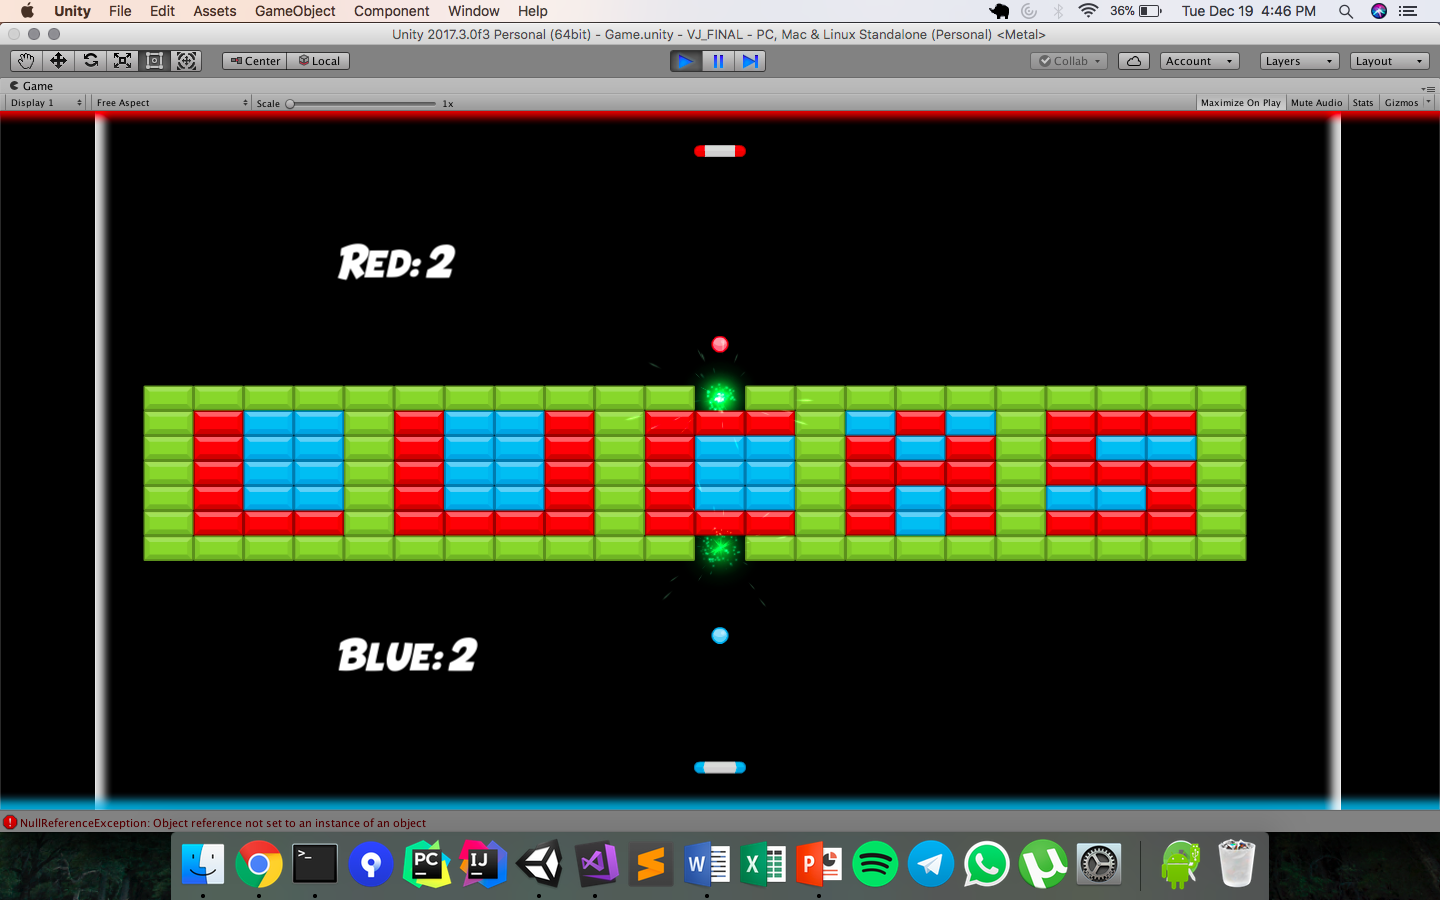 Unity File Edit Assets GameObject Component Window Help 36% Tue Dec 19 4:46 PM
Unity 2017.3.0f3 Personal (64bit) - Game.unity - VJ_FINAL - PC, Mac & Linux Standalone (Personal) <Metal>
Center Local Collab Account Layers Layout
Game
Display 1 Free Aspect Scale 1x Maximize On Play Mute Audio Stats Gizmos
RED: 2
BLUE: 2
NullReferenceException: Object reference not set to an instance of an object
>_ PC IJ W X P